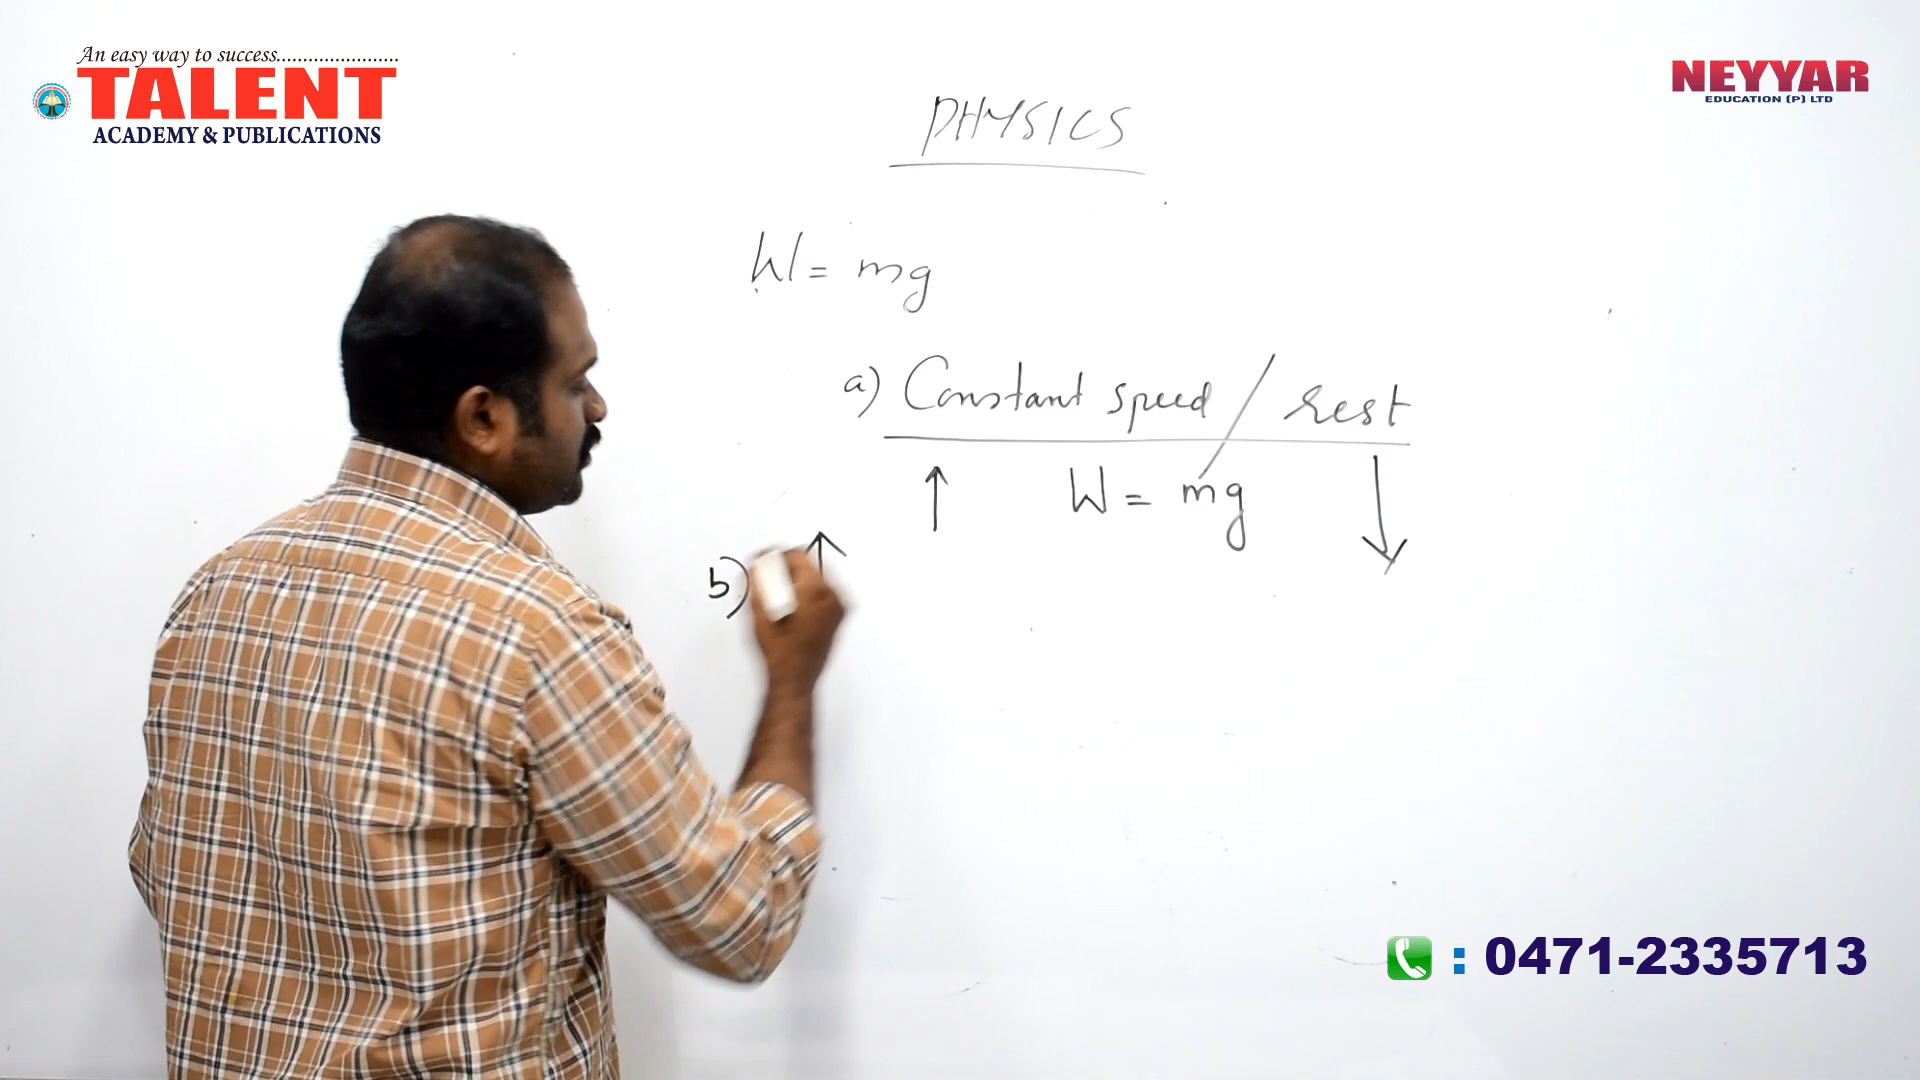 An easy way to success.......................
TALENT
ACADEMY & PUBLICATIONS
NEYYAR
EDUCATION (P) LTD
PHYSICS
W = mg
a) Constant speed / rest
↑ W = mg ↓
b) ↑
: 0471-2335713